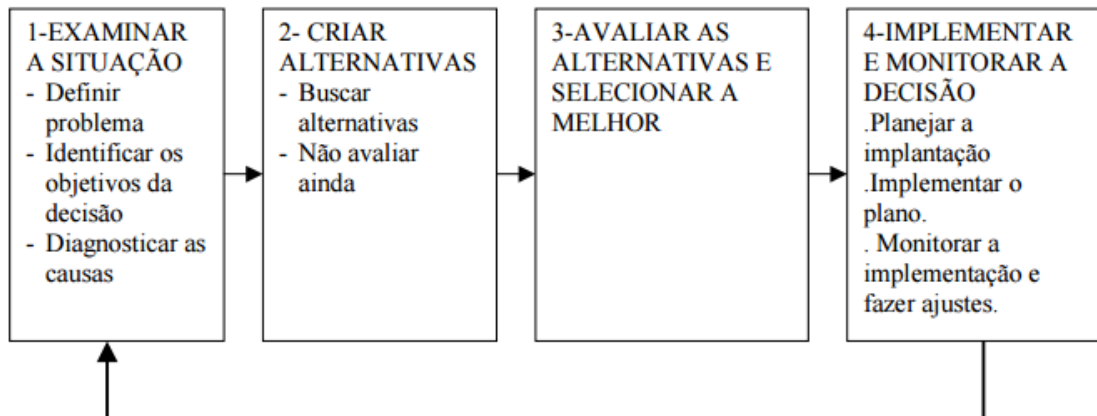 1-EXAMINAR
A SITUAÇÃO
- Definir
problema
- Identificar os
objetivos da
decisão
- Diagnosticar as
causas
2- CRIAR
ALTERNATIVAS
- Buscar
alternativas
- Não avaliar
ainda
3-AVALIAR AS
ALTERNATIVAS E
SELECIONAR A
MELHOR
4-IMPLEMENTAR
E MONITORAR A
DECISÃO
.Planejar a
implantação
.Implementar o
plano.
. Monitorar a
implementação e
fazer ajustes.